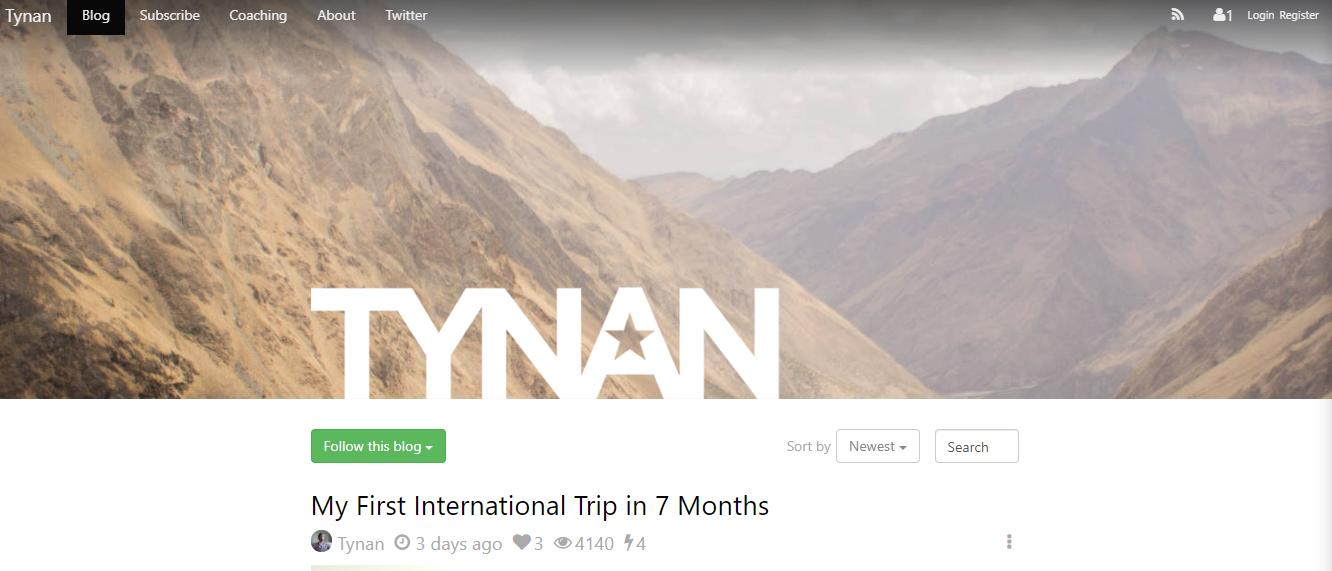 Tynan Blog Subscribe Coaching About Twitter 1 Login Register
TYNAN
Follow this blog Sort by Newest Search
My First International Trip in 7 Months
Tynan 3 days ago 3 4140 4